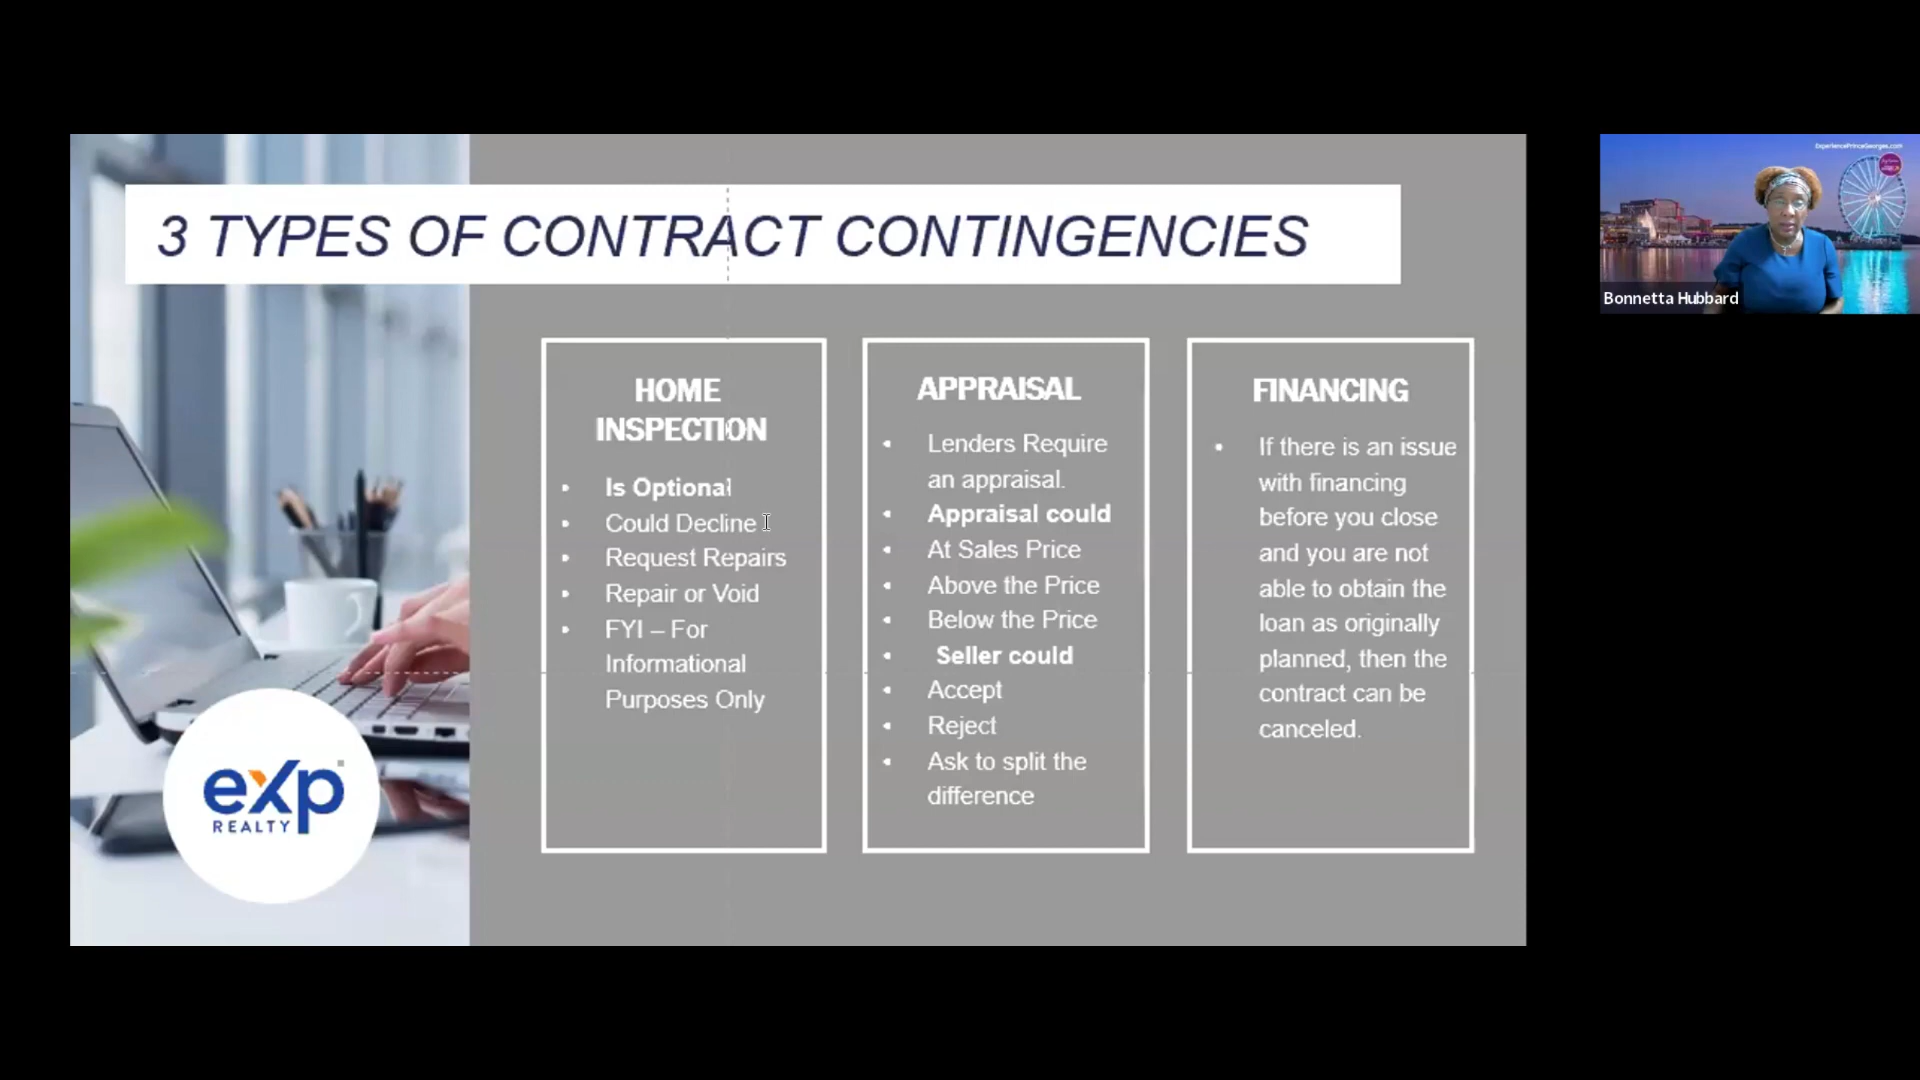 3 TYPES OF CONTRACT CONTINGENCIES
HOME
INSPECTION
• Is Optional
• Could Decline
• Request Repairs
• Repair or Void
• FYI – For
Informational
Purposes Only
APPRAISAL
• Lenders Require
an appraisal.
• Appraisal could
• At Sales Price
• Above the Price
• Below the Price
• Seller could
• Accept
• Reject
• Ask to split the
difference
FINANCING
• If there is an issue
with financing
before you close
and you are not
able to obtain the
loan as originally
planned, then the
contract can be
canceled.
exp
REALTY
ExperiencePrinceGeorges.com
Bonnetta Hubbard